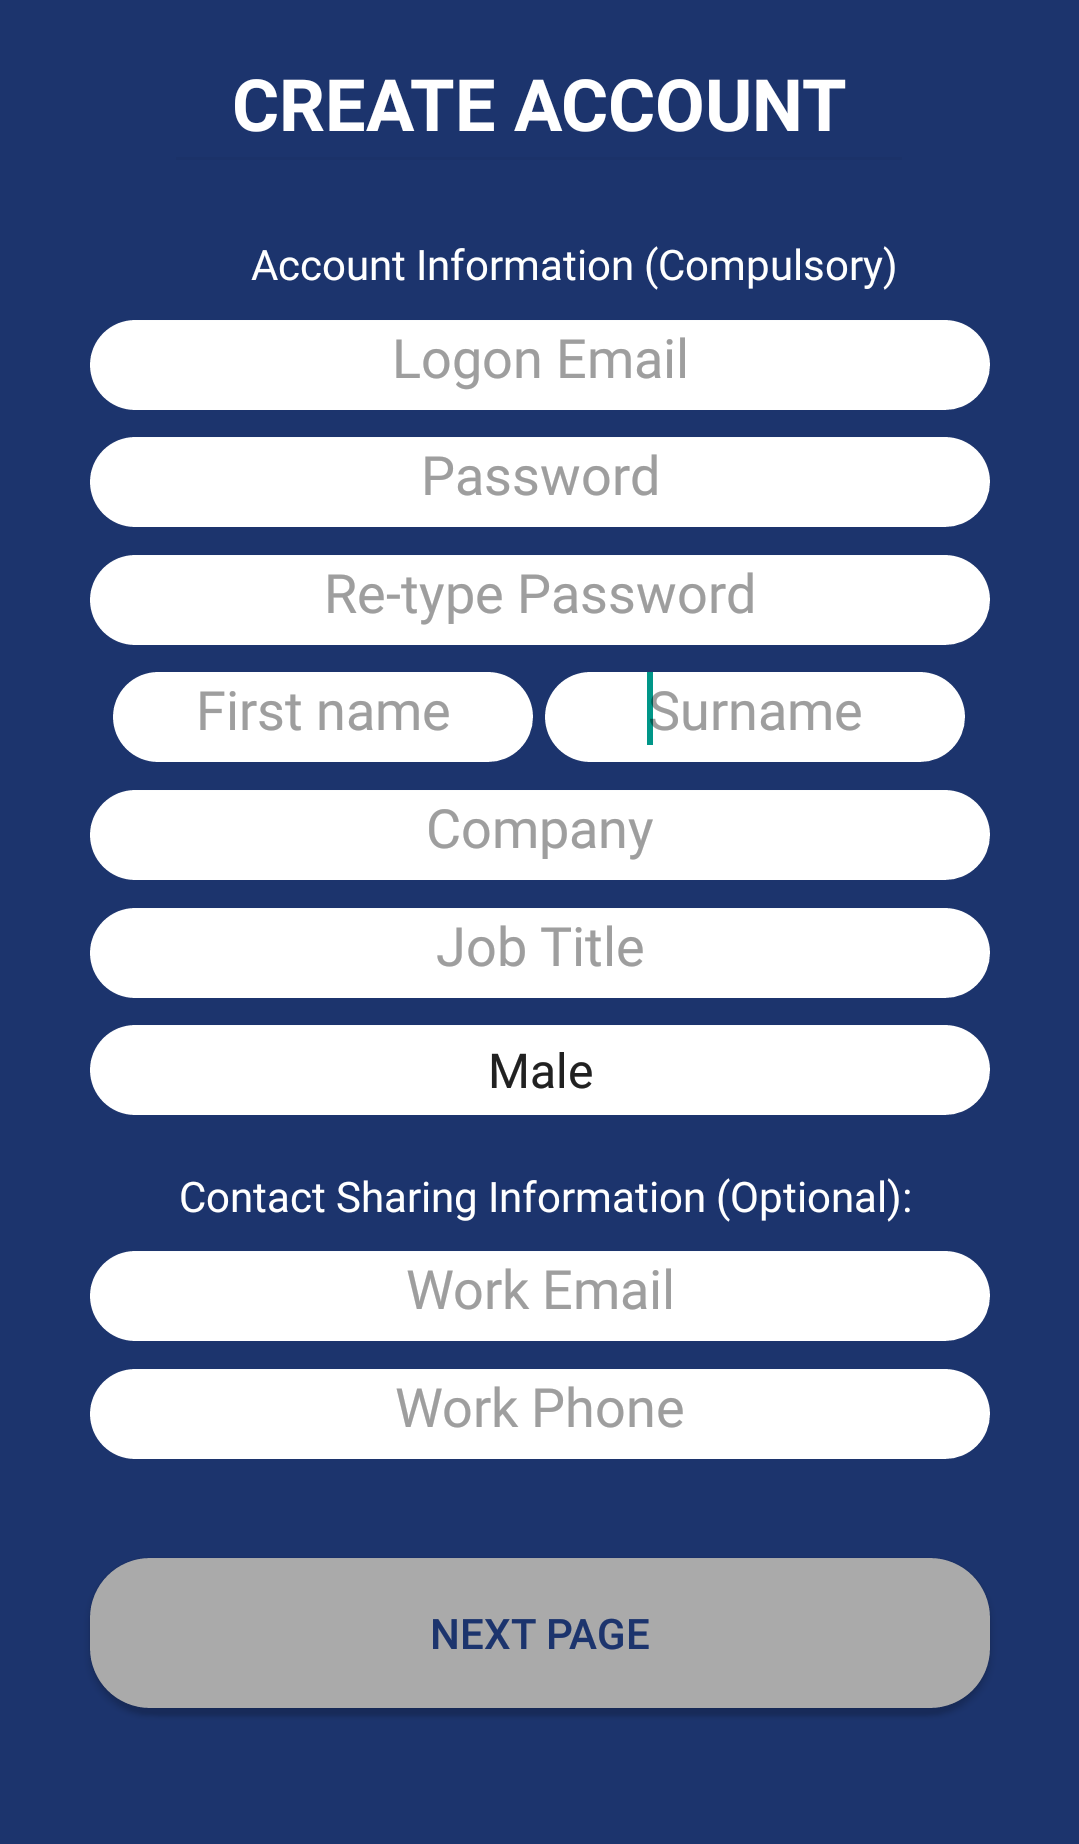 CREATE ACCOUNT
Account Information (Compulsory)
Logon Email
Password
Re-type Password
First name Surname
Company
Job Title
Male
Contact Sharing Information (Optional):
Work Email
Work Phone
NEXT PAGE